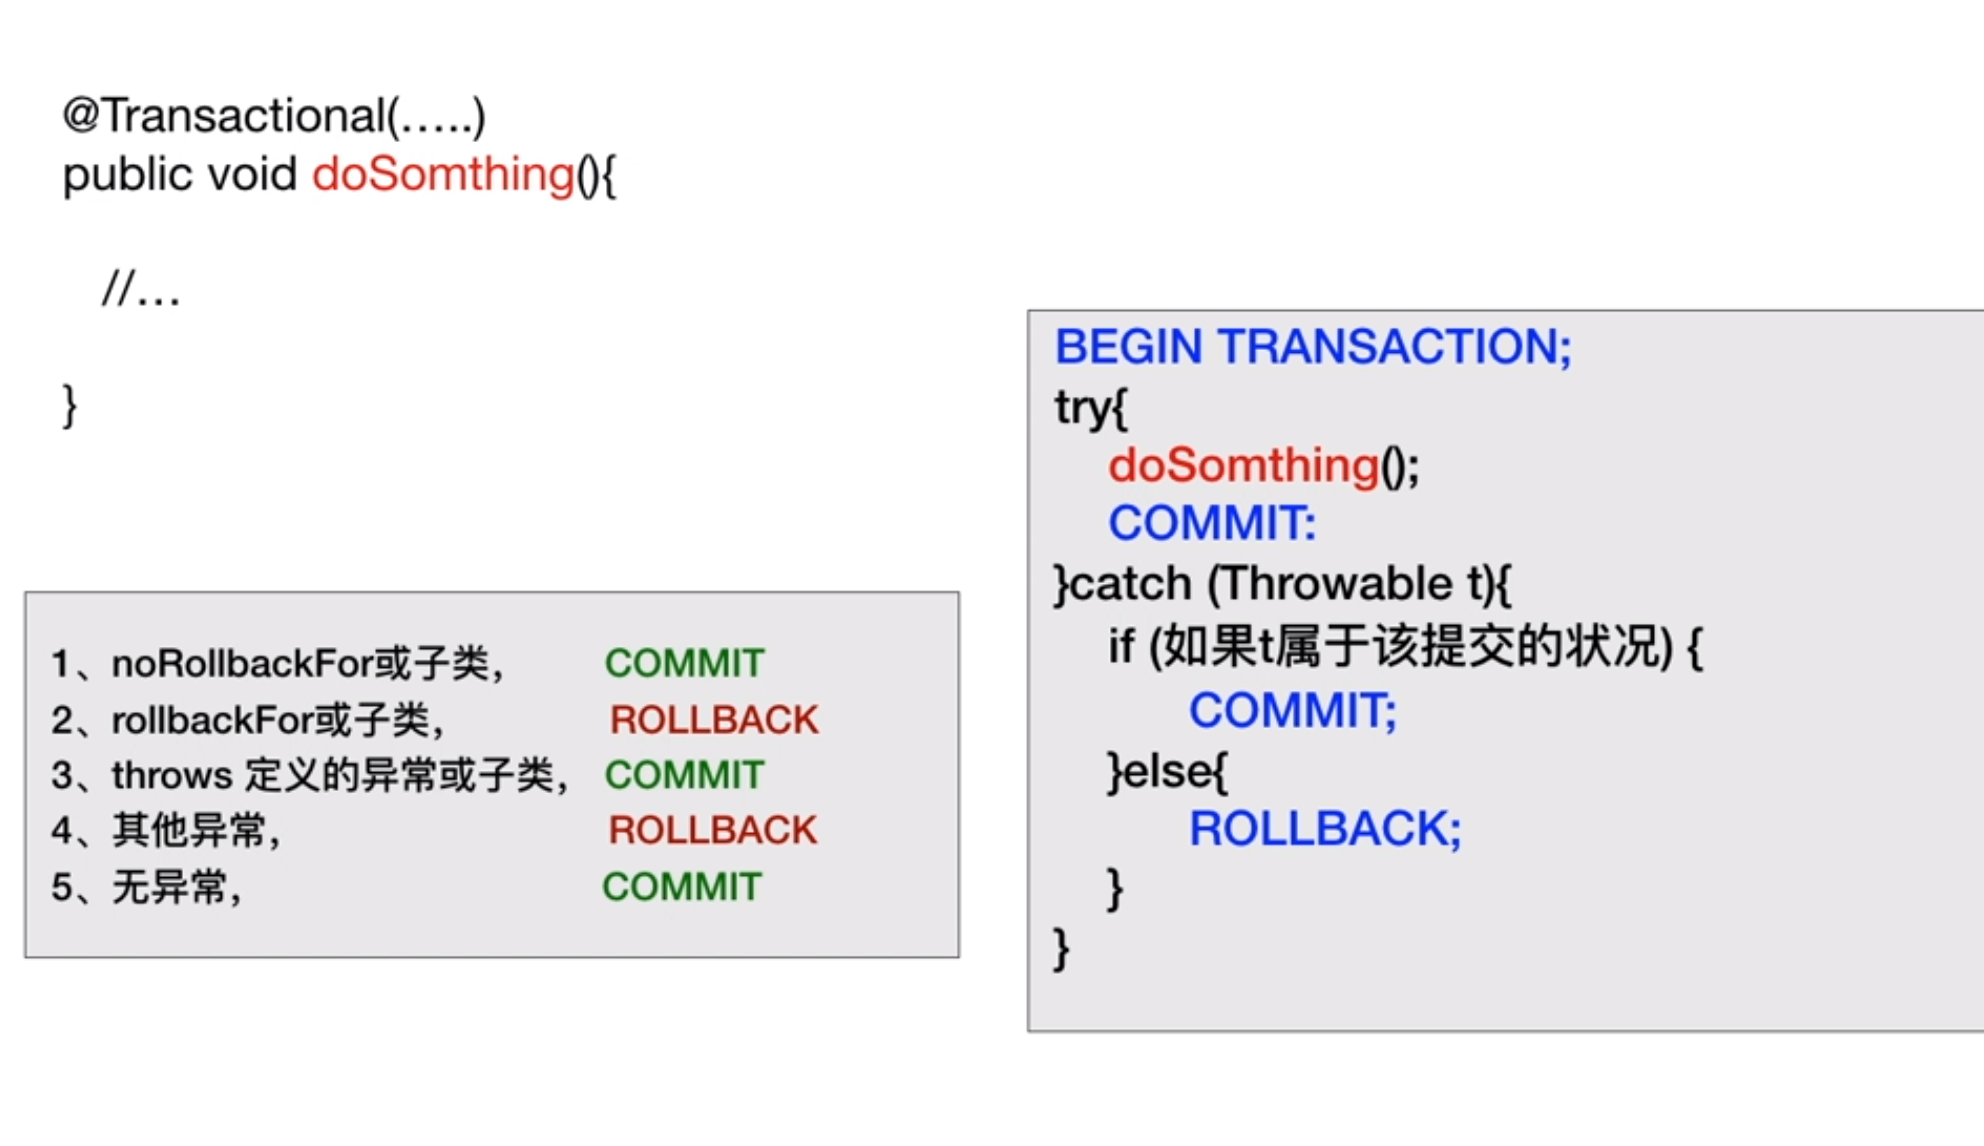 @Transactional(.....)
public void doSomthing(){
//...
}
1、noRollbackFor或子类， COMMIT
2、rollbackFor或子类， ROLLBACK
3、throws 定义的异常或子类， COMMIT
4、其他异常， ROLLBACK
5、无异常， COMMIT
BEGIN TRANSACTION;
try{
doSomthing();
COMMIT:
}catch (Throwable t){
if (如果t属于该提交的状况) {
COMMIT;
}else{
ROLLBACK;
}
}